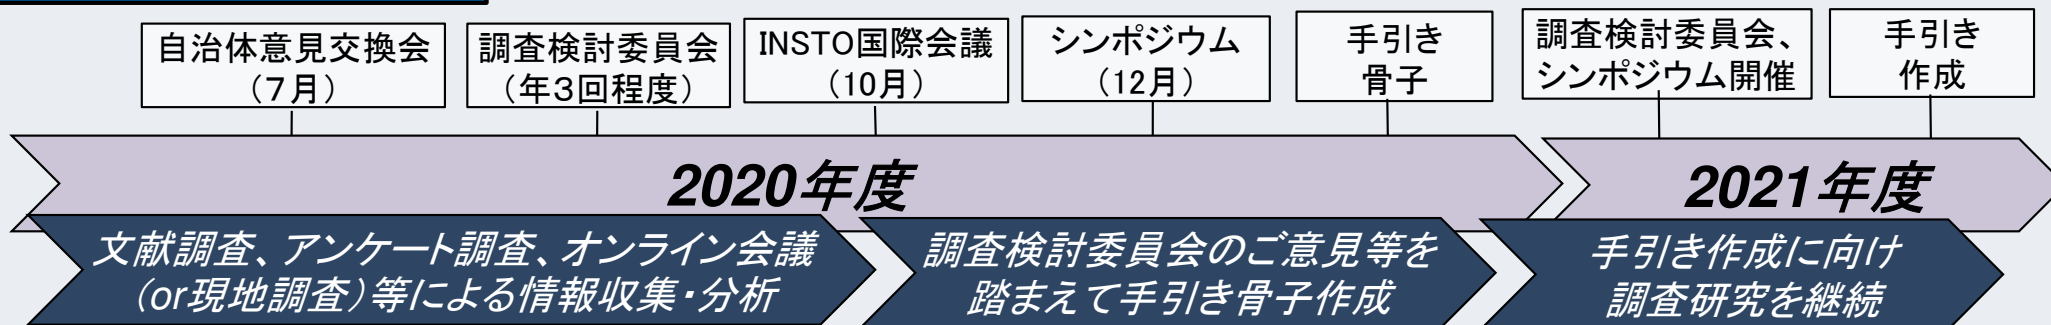 自治体意見交換会
(7月)
調査検討委員会
(年3回程度)
INSTO国際会議
(10月)
シンポジウム
(12月)
手引き
骨子
調査検討委員会、
シンポジウム開催
手引き
作成
2020年度
2021年度
文献調査、アンケート調査、オンライン会議
(or現地調査)等による情報収集・分析
調査検討委員会のご意見等を
踏まえて手引き骨子作成
手引き作成に向け
調査研究を継続